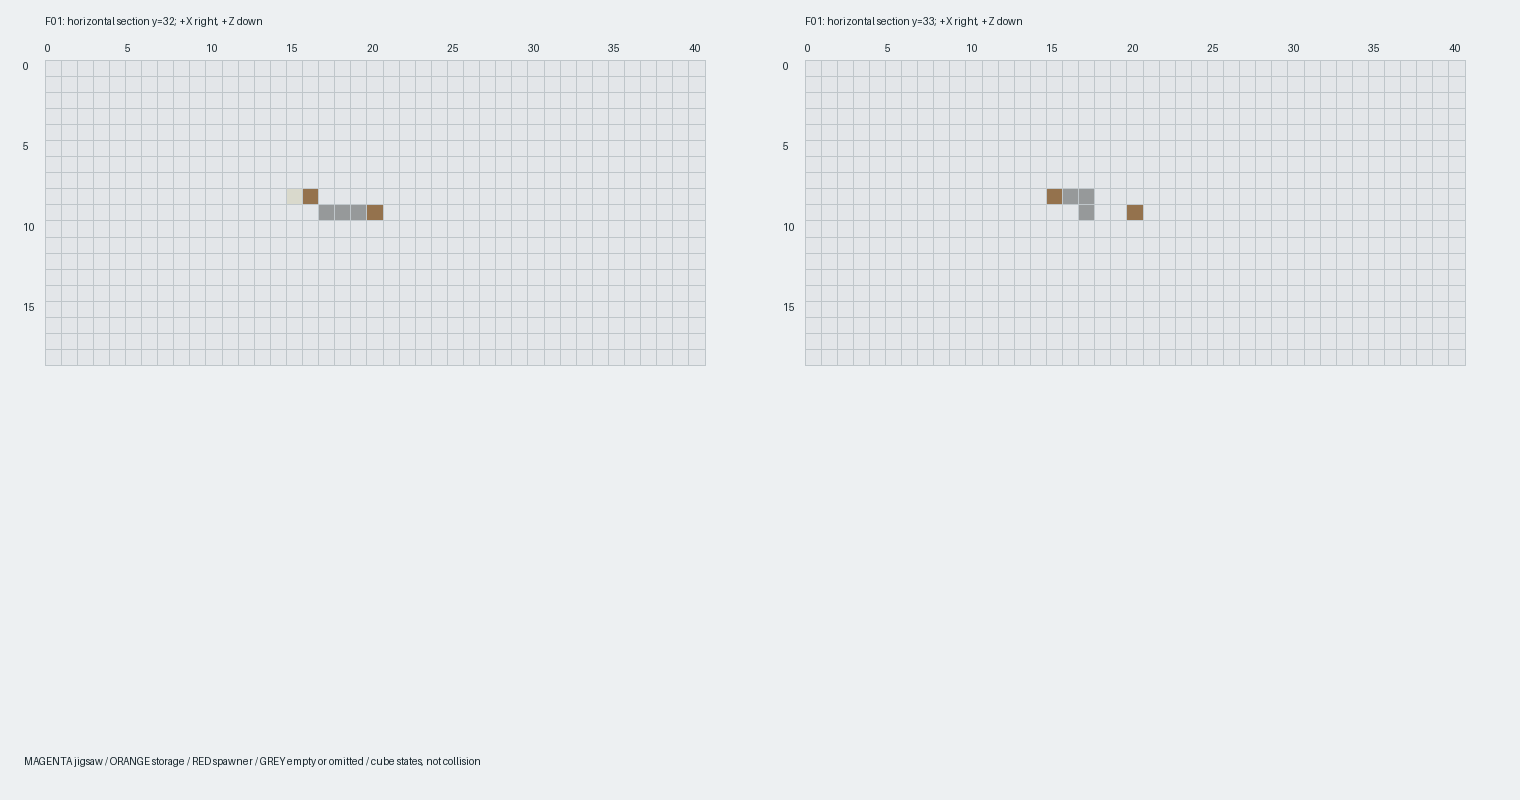 F01: horizontal section y=32; +X right, +Z down
F01: horizontal section y=33; +X right, +Z down
0 5 10 15 20 25 30 35 40
0 5 10 15 20 25 30 35 40
0
5
10
15
0
5
10
15
MAGENTA jigsaw / ORANGE storage / RED spawner / GREY empty or omitted / cube states, not collision